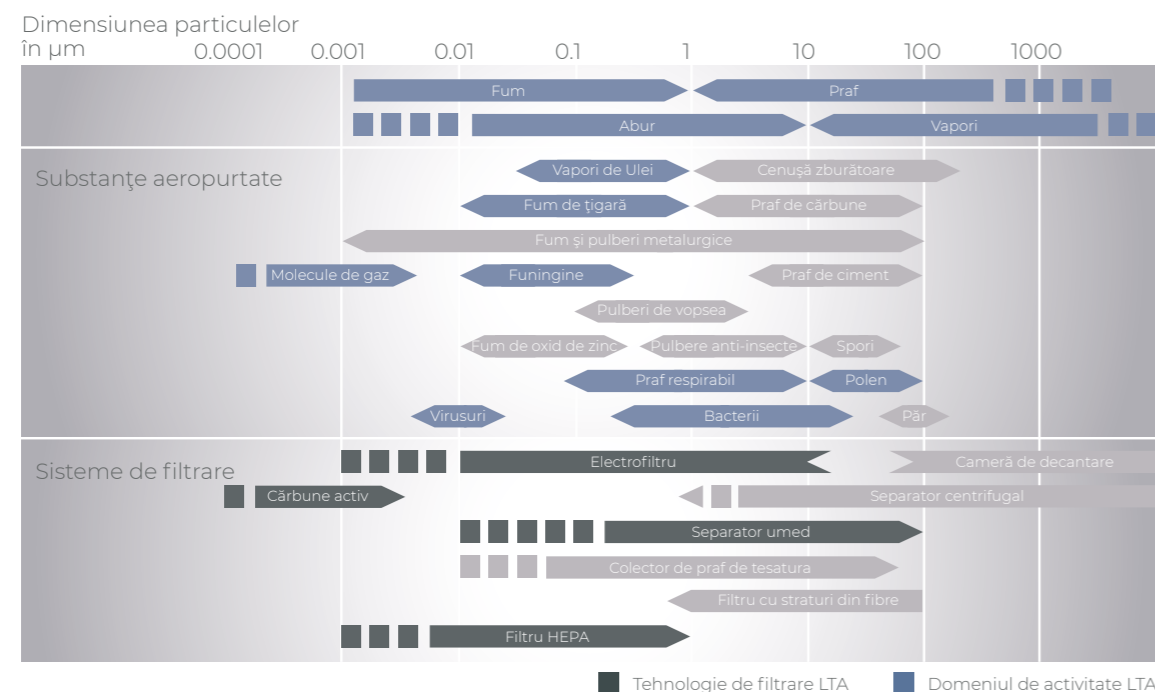 Dimensiunea particulelor
în µm 0.0001 0.001 0.01 0.1 1 10 100 1000
Fum Praf
Abur Vapori
Substanțe aeropurtate
Vapori de Ulei Cenușă zburătoare
Fum de țigară Praf de cărbune
Fum și pulberi metalurgice
Molecule de gaz Funingine Praf de ciment
Pulberi de vopsea
Fum de oxid de zinc Pulbere anti-insecte Spori
Praf respirabil Polen
Virusuri Bacterii Păr
Sisteme de filtrare
Electrofiltru Cameră de decantare
Cărbune activ Separator centrifugal
Separator umed
Colector de praf de tesatura
Filtru cu straturi din fibre
Filtru HEPA
Tehnologie de filtrare LTA Domeniul de activitate LTA